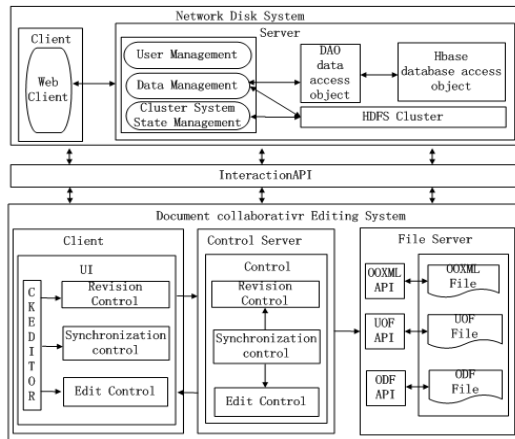 Network Disk System
Client
Web
Client
Server
User Management
Data Management
Cluster System
State Management
DAO
data
access
object
Hbase
database access
object
HDFS Cluster
InteractionAPI
Document collaborativr Editing System
Client
UI
CKEDITOR
Revision
Control
Synchronization
control
Edit Control
Control Server
Control
Revision
Control
Synchronization
control
Edit Control
File Server
OOXML
API
OOXML
File
UOF
API
UOF
File
ODF
API
ODF
File